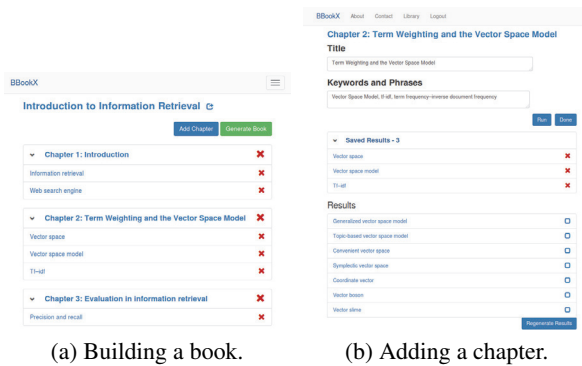 BBookX
Introduction to Information Retrieval
Add Chapter Generate Book
Chapter 1: Introduction
Information retrieval
Web search engine
Chapter 2: Term Weighting and the Vector Space Model
Vector space
Vector space model
Tf–idf
Chapter 3: Evaluation in information retrieval
Precision and recall
(a) Building a book.
BBookX About Contact Library Logout
Chapter 2: Term Weighting and the Vector Space Model
Title
Term Weighting and the Vector Space Model
Keywords and Phrases
Vector Space Model, tf-idf, term frequency-inverse document frequency
Run Done
Saved Results - 3
Vector space
Vector space model
Tf–idf
Results
Generalized vector space model
Topic-based vector space model
Convenient vector space
Symplectic vector space
Coordinate vector
Vector boson
Vector slime
Regenerate Results
(b) Adding a chapter.